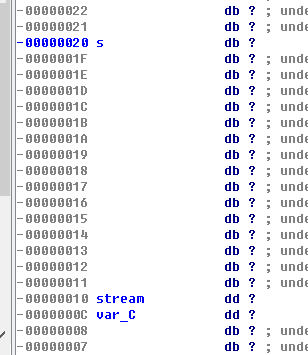 -00000022 db ? ; unde
-00000021 db ? ; unde
-00000020 s db ?
-0000001F db ? ; unde
-0000001E db ? ; unde
-0000001D db ? ; unde
-0000001C db ? ; unde
-0000001B db ? ; unde
-0000001A db ? ; unde
-00000019 db ? ; unde
-00000018 db ? ; unde
-00000017 db ? ; unde
-00000016 db ? ; unde
-00000015 db ? ; unde
-00000014 db ? ; unde
-00000013 db ? ; unde
-00000012 db ? ; unde
-00000011 db ? ; unde
-00000010 stream dd ?
-0000000C var_C dd ?
-00000008 db ? ; unde
-00000007 db ? ; unde